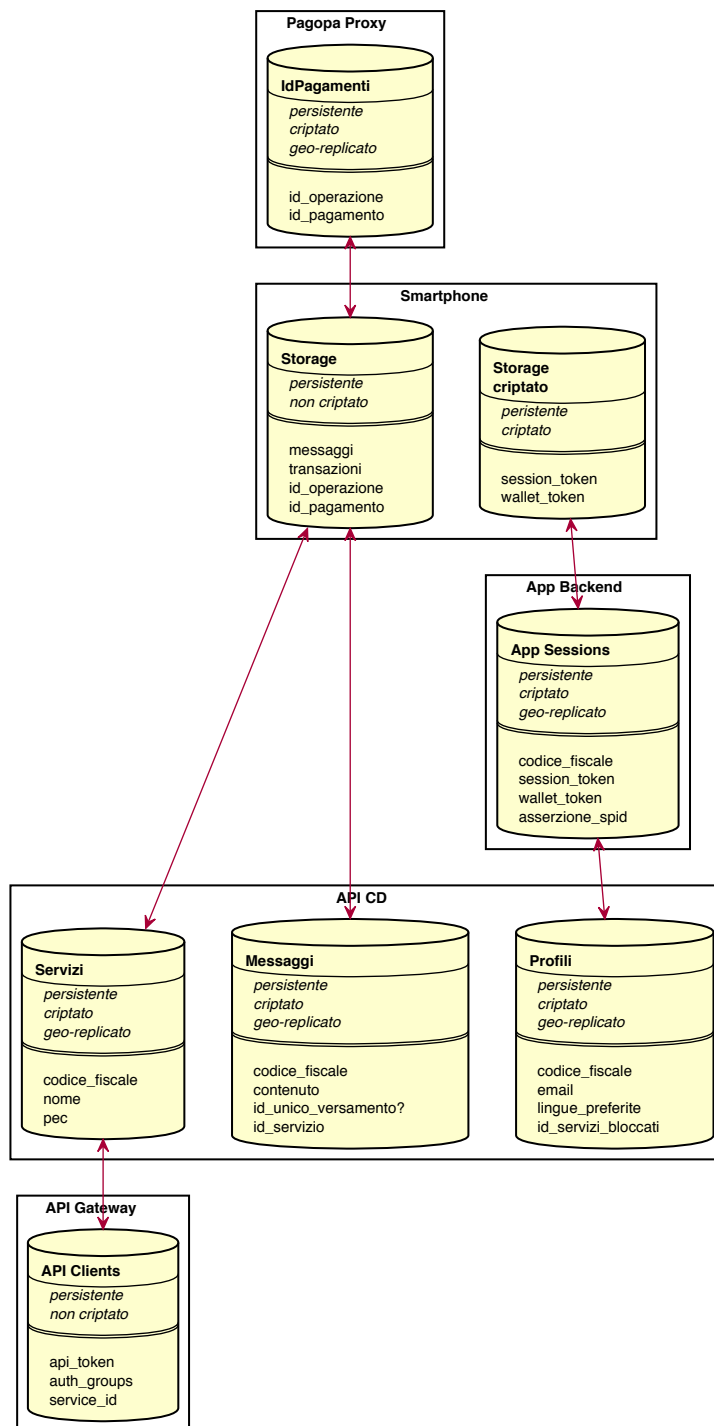 Pagopa Proxy
IdPagamenti
persistente
criptato
geo-replicato
id_operazione
id_pagamento
Smartphone
Storage
persistente
non criptato
messaggi
transazioni
id_operazione
id_pagamento
Storage
criptato
peristente
criptato
session_token
wallet_token
App Backend
App Sessions
persistente
criptato
geo-replicato
codice_fiscale
session_token
wallet_token
asserzione_spid
API CD
Servizi
persistente
criptato
geo-replicato
codice_fiscale
nome
pec
Messaggi
persistente
criptato
geo-replicato
codice_fiscale
contenuto
id_unico_versamento?
id_servizio
Profili
persistente
criptato
geo-replicato
codice_fiscale
email
lingue_preferite
id_servizi_bloccati
API Gateway
API Clients
persistente
non criptato
api_token
auth_groups
service_id